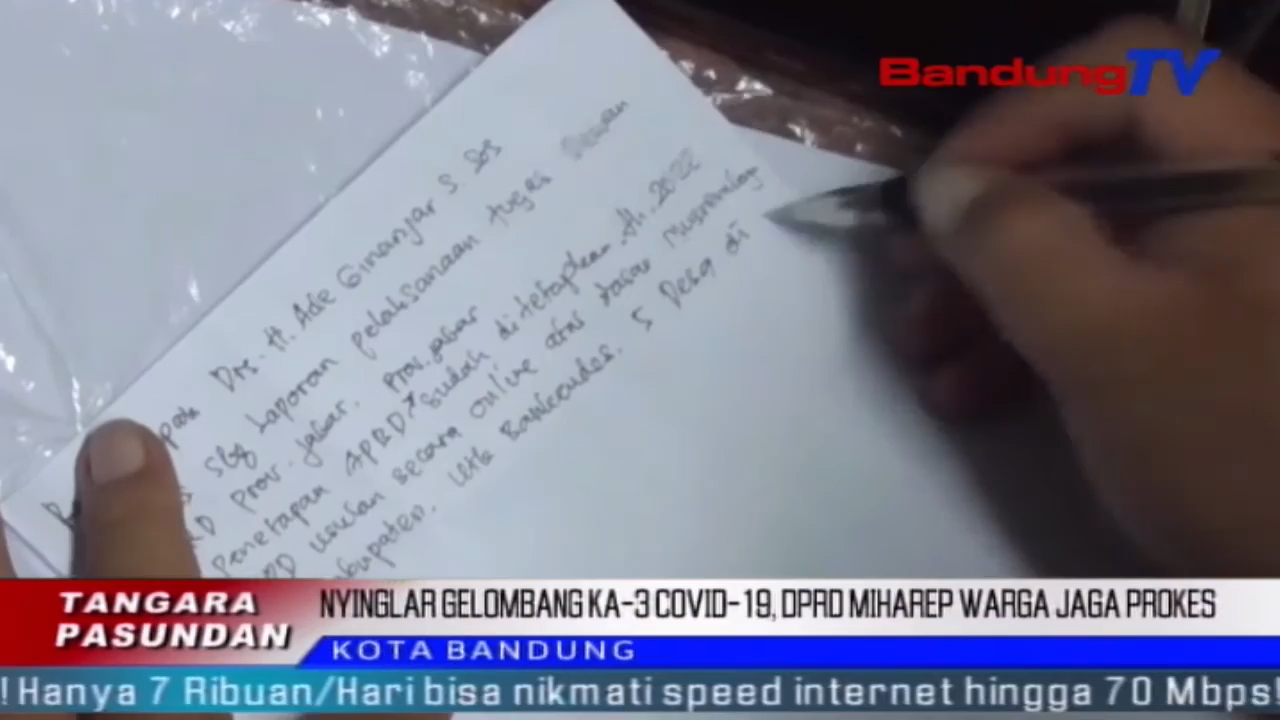 BandungTV
Drs. H. Ade Ginanjar S. Sos
sbg Laporan pelaksanaan tugas Dewan
Prov. Jabar. Prov. Jabar
Penetapan APBD sudah ditetapkan th. 2022
usulan secara online atas dasar
utk Bankeudes. 5 Desa di
TANGARA
PASUNDAN
NYINGLAR GELOMBANG KA-3 COVID-19, DPRD MIHAREP WARGA JAGA PROKES
KOTA BANDUNG
! Hanya 7 Ribuan/Hari bisa nikmati speed internet hingga 70 Mbps!